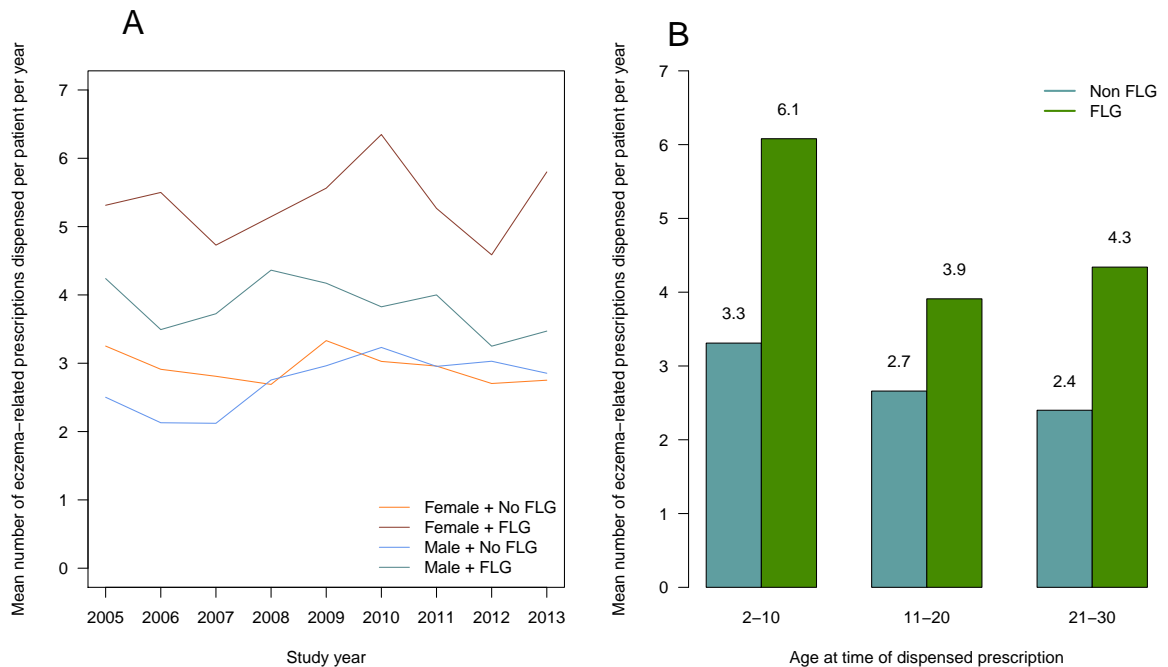 A
Mean number of eczema−related prescriptions dispensed per patient per year
7
6
5
4
3
2
1
0
Female + No FLG
Female + FLG
Male + No FLG
Male + FLG
2005 2006 2007 2008 2009 2010 2011 2012 2013
Study year
B
Mean number of eczema−related prescriptions dispensed per patient per year
7
6
5
4
3
2
1
0
Non FLG
FLG
3.3
6.1
2.7
3.9
2.4
4.3
2−10 11−20 21−30
Age at time of dispensed prescription